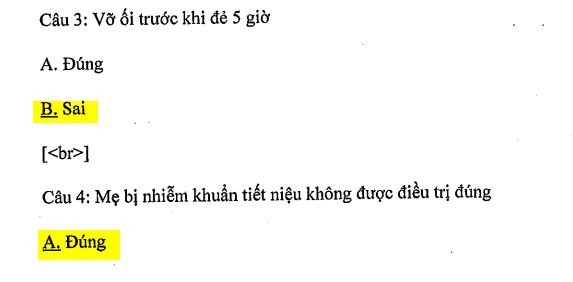 Câu 3: Vỡ ối trước khi đẻ 5 giờ
A. Đúng
B. Sai
[<br>]
Câu 4: Mẹ bị nhiễm khuẩn tiết niệu không được điều trị đúng
A. Đúng